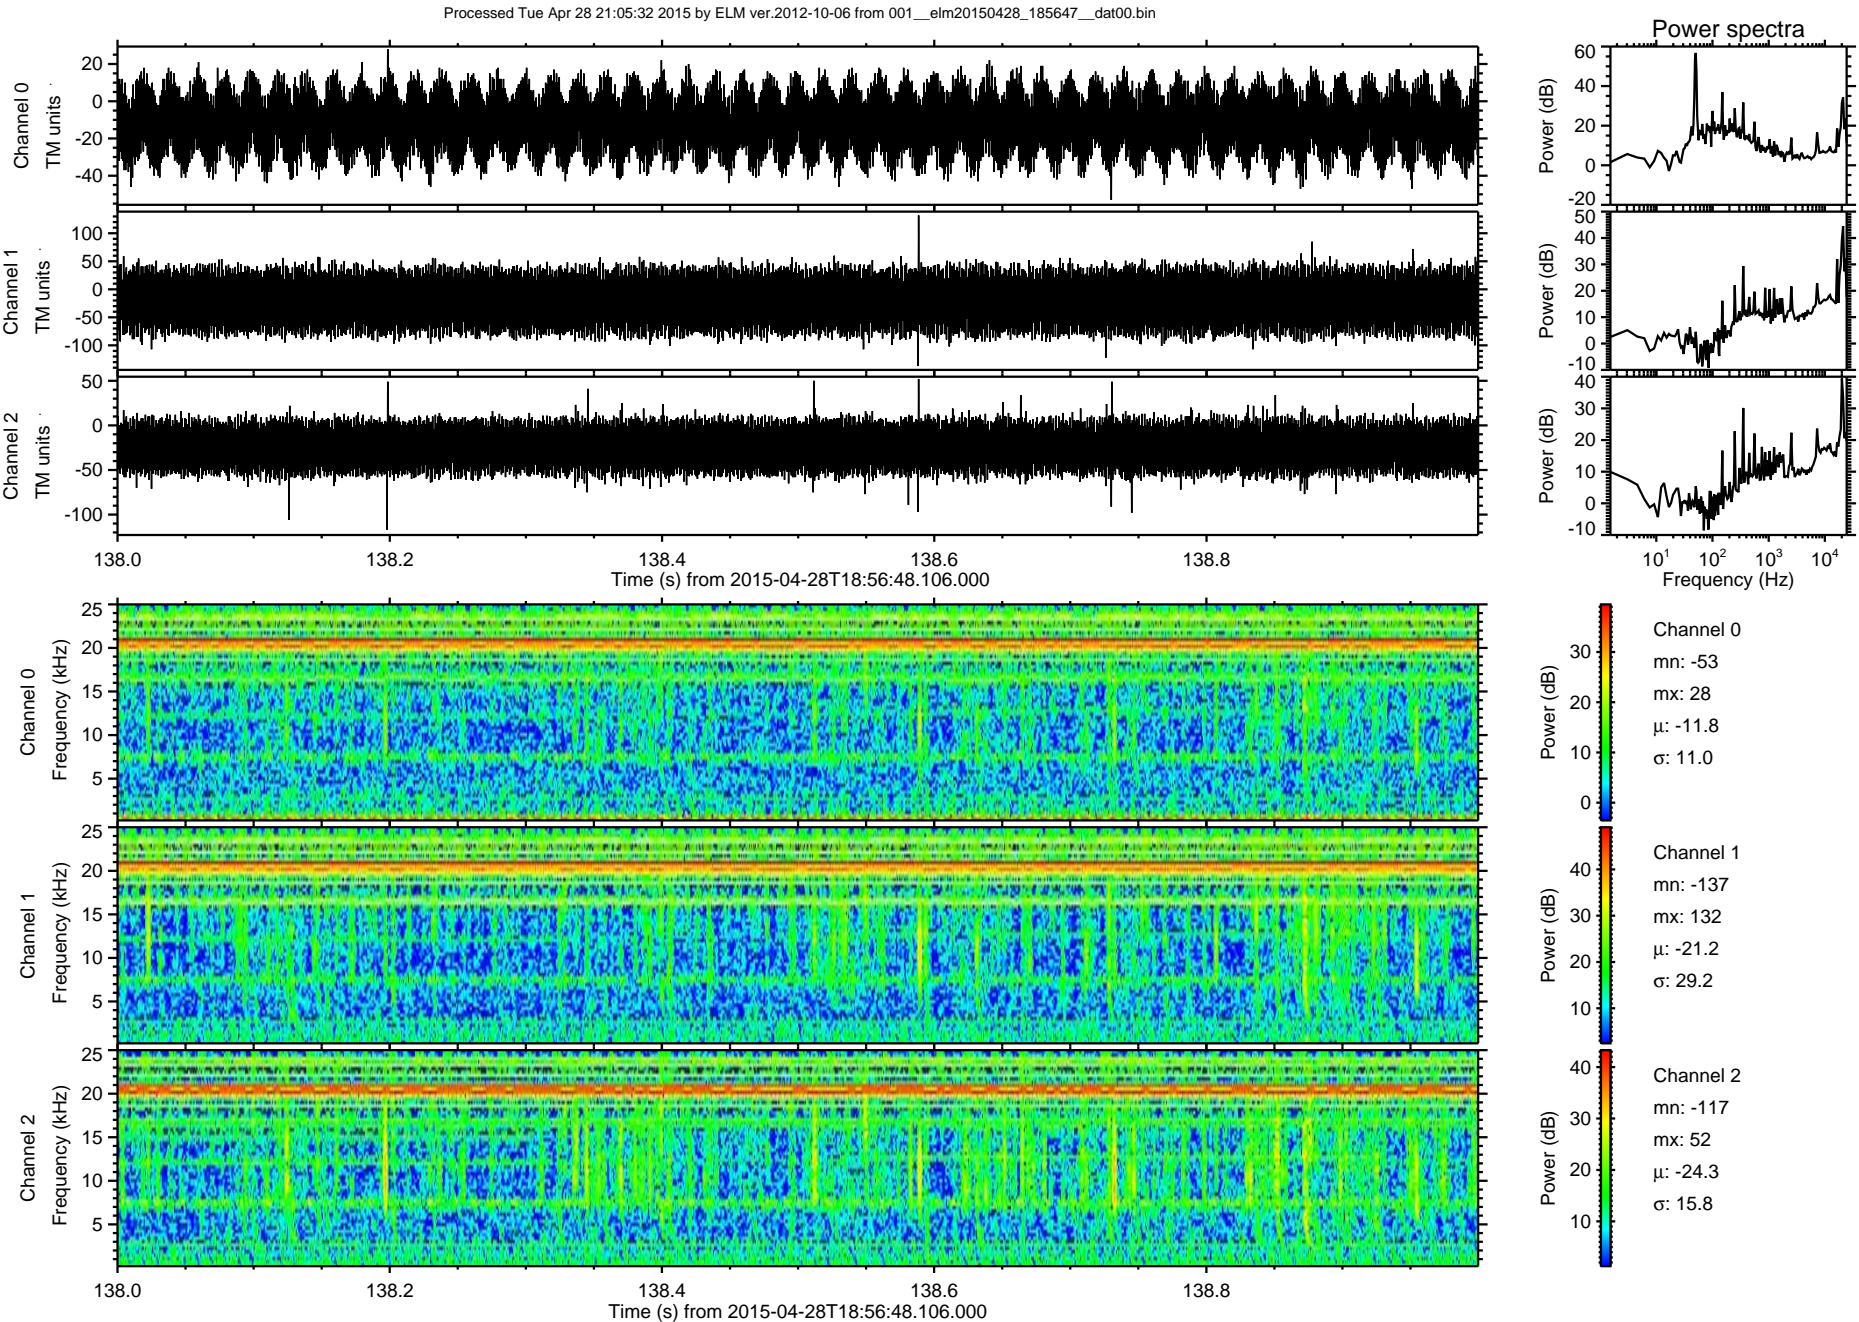 Processed Tue Apr 28 21:05:32 2015 by ELM ver.2012-10-06 from 001__elm20150428_185647__dat00.bin
Power spectra
Channel 0
TM units
20
0
-20
-40
Power (dB)
60
40
20
0
-20
Channel 1
TM units
100
50
0
-50
-100
Power (dB)
50
40
30
20
10
0
-10
Channel 2
TM units
50
0
-50
-100
Power (dB)
40
30
20
10
0
-10
138.0 138.2 138.4 138.6 138.8
Time (s) from 2015-04-28T18:56:48.106.000
10^1 10^2 10^3 10^4
Frequency (Hz)
Channel 0
Frequency (kHz)
25
20
15
10
5
Power (dB)
30
20
10
0
Channel 0
mn: -53
mx: 28
μ: -11.8
σ: 11.0
Channel 1
Frequency (kHz)
25
20
15
10
5
Power (dB)
40
30
20
10
Channel 1
mn: -137
mx: 132
μ: -21.2
σ: 29.2
Channel 2
Frequency (kHz)
25
20
15
10
5
Power (dB)
40
30
20
10
Channel 2
mn: -117
mx: 52
μ: -24.3
σ: 15.8
138.0 138.2 138.4 138.6 138.8
Time (s) from 2015-04-28T18:56:48.106.000